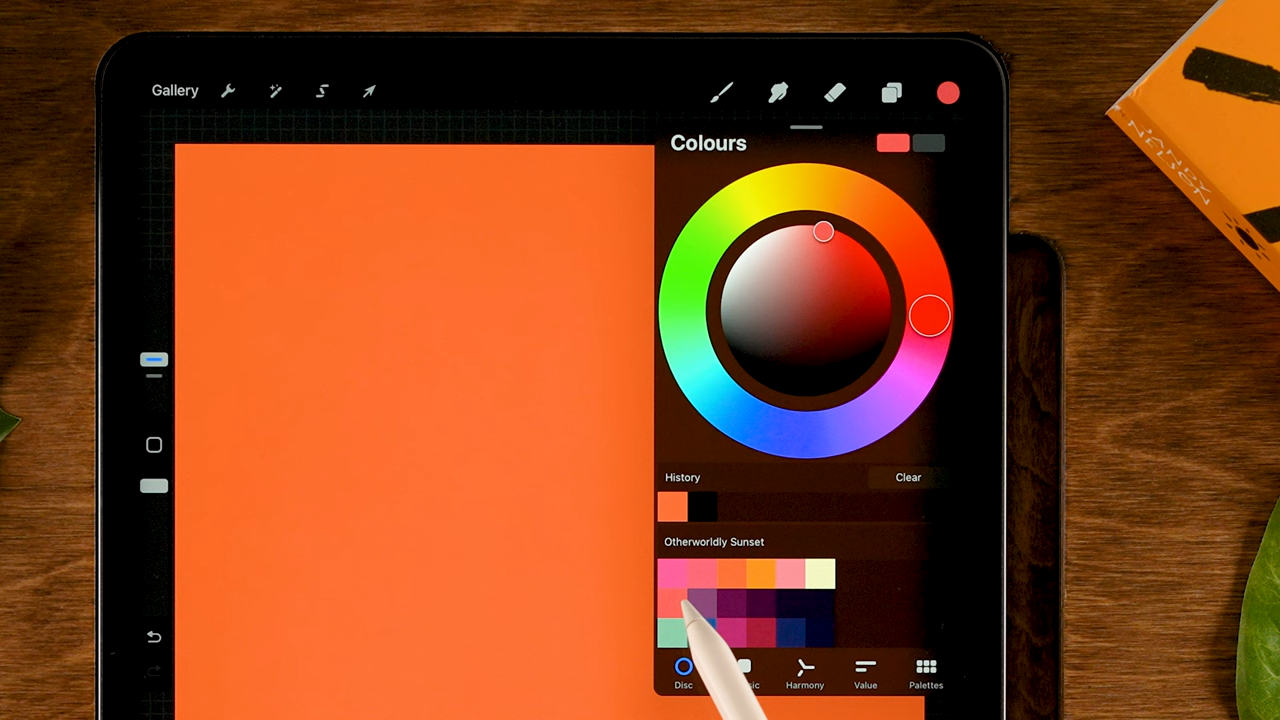 Gallery
Colours
History
Clear
Otherworldly Sunset
Disc
Harmony
Value
Palettes